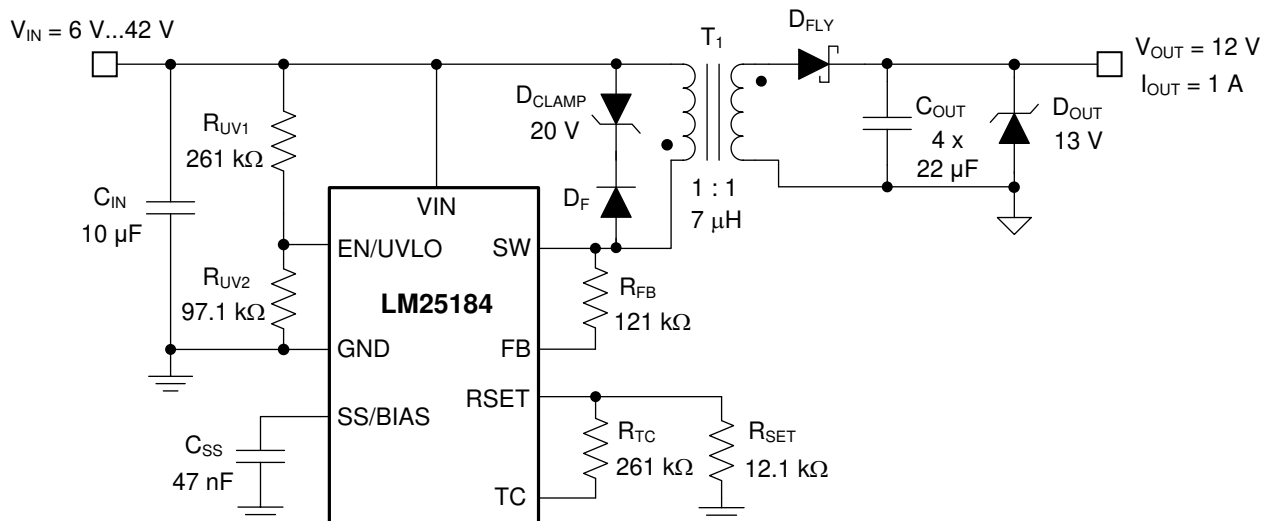 V_IN = 6 V...42 V
D_FLY
T_1
V_OUT = 12 V
I_OUT = 1 A
D_CLAMP
20 V
C_OUT
4 x
22 µF
D_OUT
13 V
R_UV1
261 kΩ
C_IN
10 µF
D_F
1 : 1
7 µH
VIN
EN/UVLO
SW
R_UV2
97.1 kΩ
LM25184
R_FB
121 kΩ
GND
FB
RSET
SS/BIAS
C_SS
47 nF
R_TC
261 kΩ
R_SET
12.1 kΩ
TC